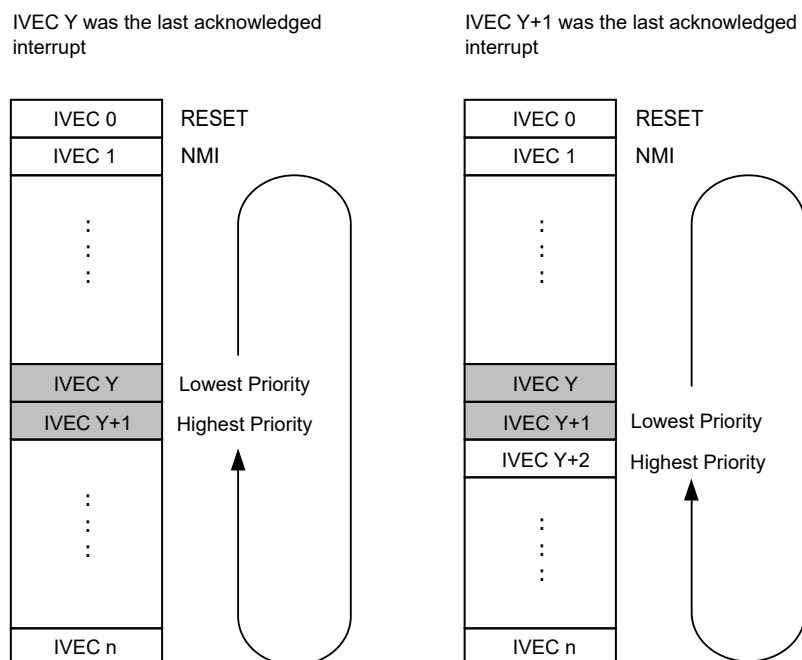 IVEC Y was the last acknowledged
interrupt
IVEC 0 RESET
IVEC 1 NMI
IVEC Y Lowest Priority
IVEC Y+1 Highest Priority
IVEC n
IVEC Y+1 was the last acknowledged
interrupt
IVEC 0 RESET
IVEC 1 NMI
IVEC Y
IVEC Y+1 Lowest Priority
IVEC Y+2 Highest Priority
IVEC n